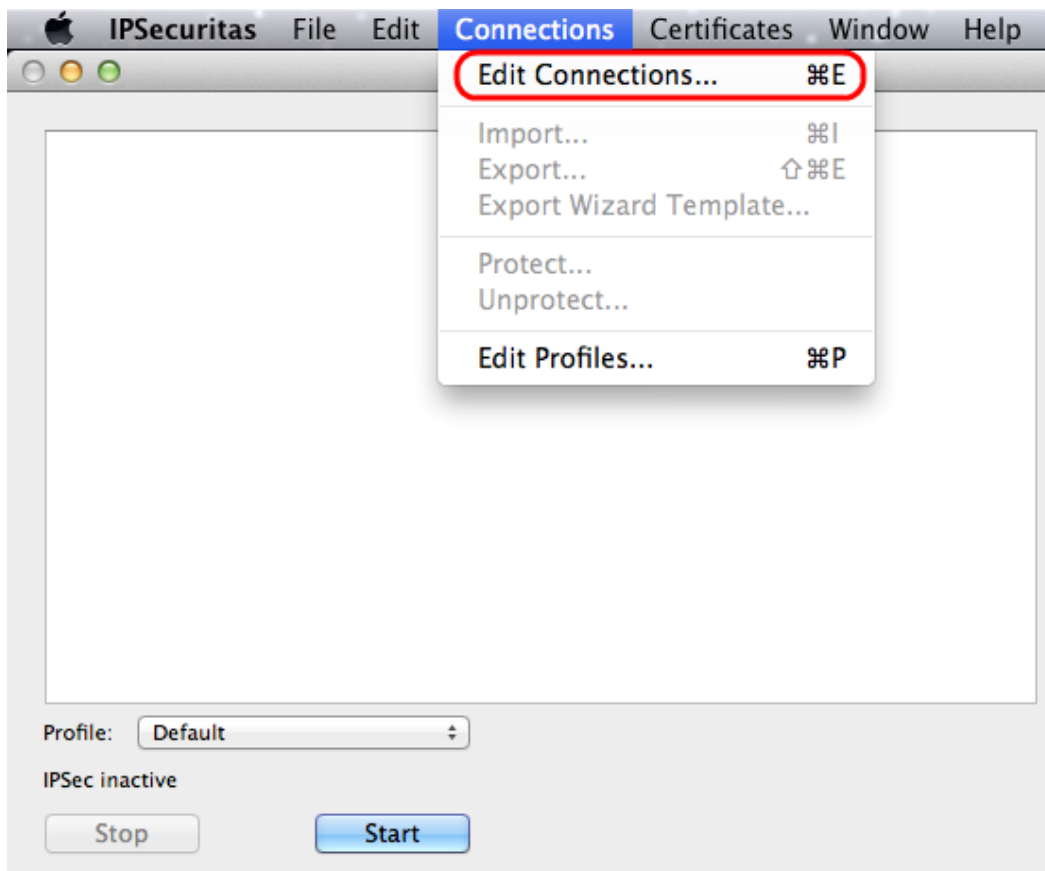 IPSecuritas File Edit Connections Certificates Window Help
Edit Connections... ⌘E
Import... ⌘I
Export... ⇧⌘E
Export Wizard Template...
Protect...
Unprotect...
Edit Profiles... ⌘P
Profile: Default
IPSec inactive
Stop Start